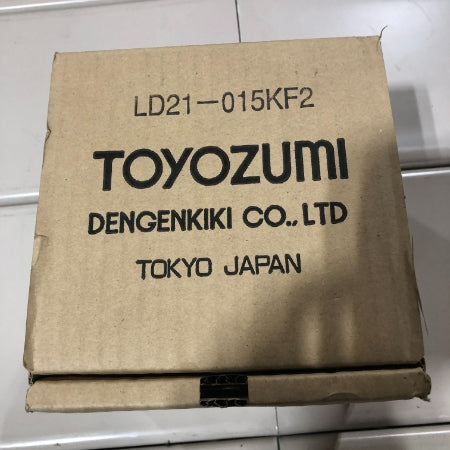 LD21-015KF2
TOYOZUMI
DENGENKIKI CO., LTD
TOKYO JAPAN